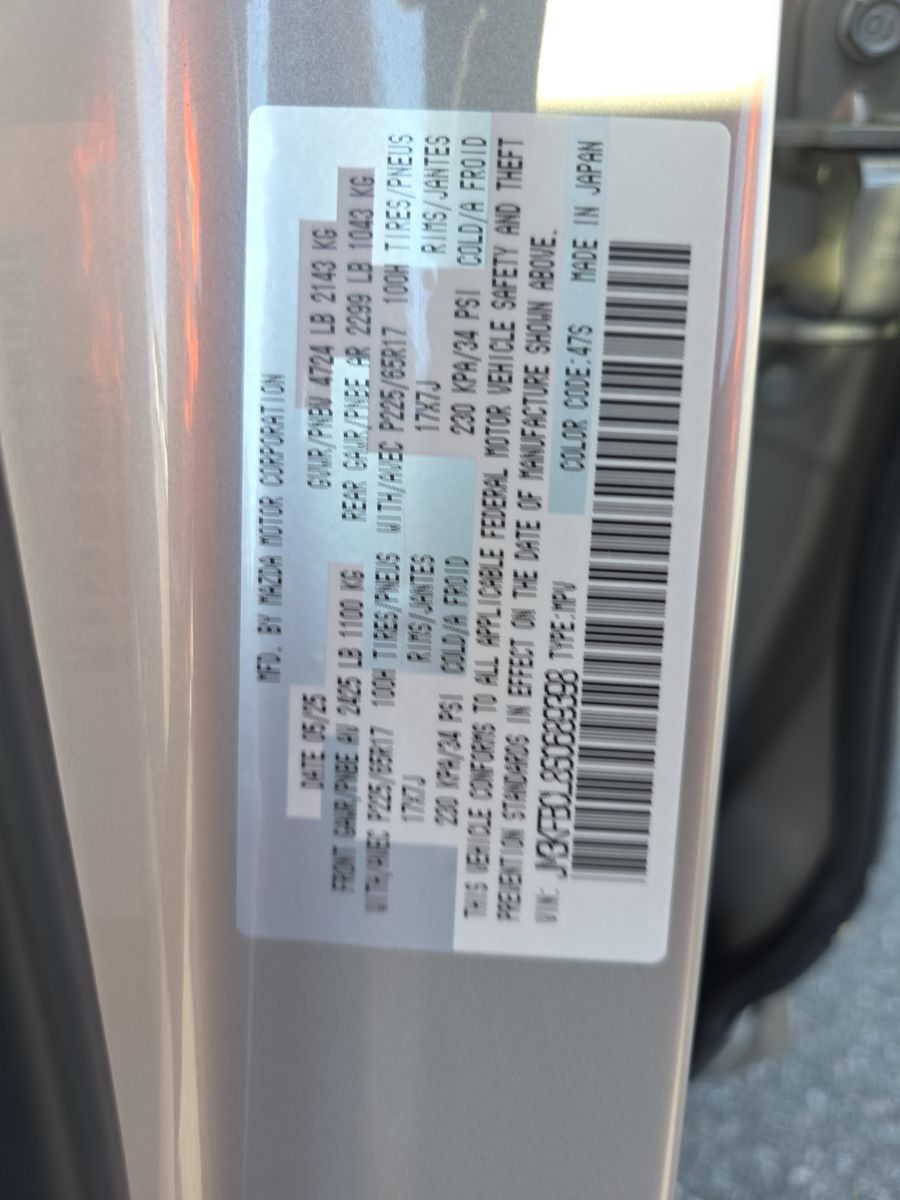 MFD. BY MAZDA MOTOR CORPORATION
DATE 05/25 GVWR/PNBV 4724 LB 2143 KG
FRONT GAWR/PNBE AV 2425 LB 1100 KG REAR GAWR/PNBE AR 2299 LB 1043 KG
WITH/AVEC P225/65R17 100H TIRES/PNEUS WITH/AVEC P225/65R17 100H TIRES/PNEUS
17X7J RIMS/JANTES 17X7J RIMS/JANTES
230 KPA/34 PSI COLD/A FROID 230 KPA/34 PSI COLD/A FROID
THIS VEHICLE CONFORMS TO ALL APPLICABLE FEDERAL MOTOR VEHICLE SAFETY AND THEFT
PREVENTION STANDARDS IN EFFECT ON THE DATE OF MANUFACTURE SHOWN ABOVE.
VIN: JM3KFBCL8S0689398 TYPE:MPV COLOR CODE:47S MADE IN JAPAN